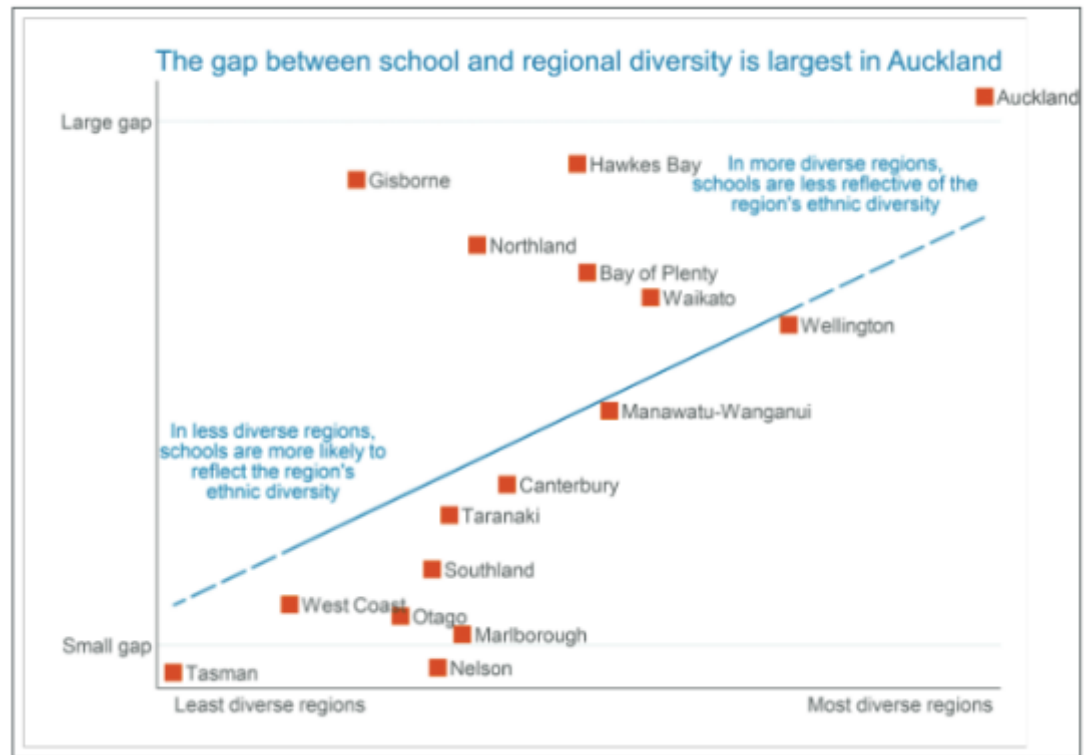 The gap between school and regional diversity is largest in Auckland
Large gap
Auckland
Hawkes Bay
In more diverse regions,
schools are less reflective of the
region's ethnic diversity
Gisborne
Northland
Bay of Plenty
Waikato
Wellington
Manawatu-Wanganui
In less diverse regions,
schools are more likely to
reflect the region's
ethnic diversity
Canterbury
Taranaki
Southland
West Coast
Otago
Marlborough
Small gap
Nelson
Tasman
Least diverse regions
Most diverse regions